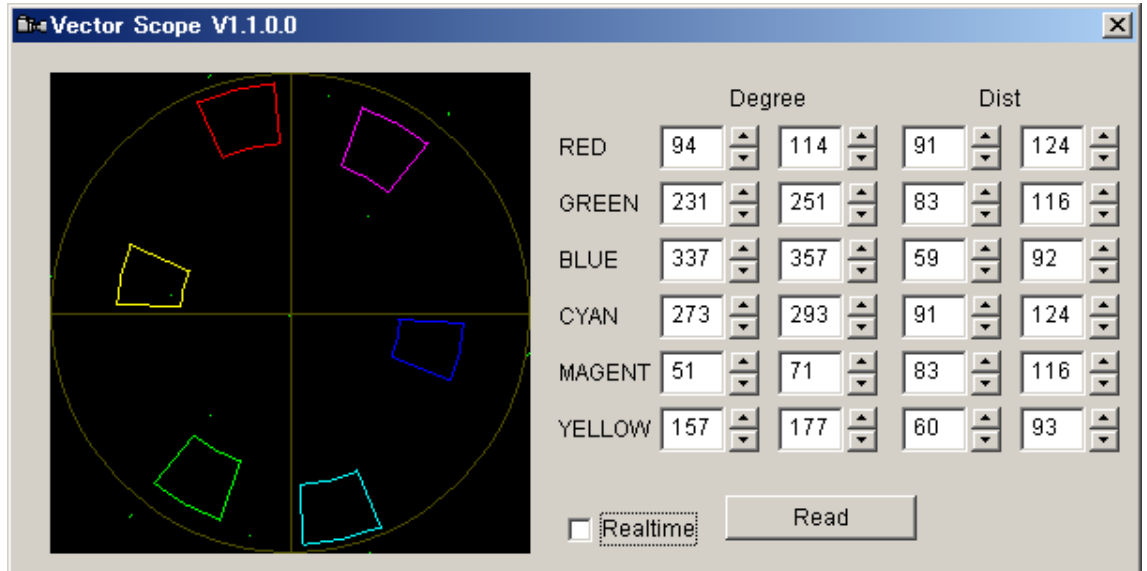 Vector Scope V1.1.0.0
Degree Dist
RED 94 114 91 124
GREEN 231 251 83 116
BLUE 337 357 59 92
CYAN 273 293 91 124
MAGENT 51 71 83 116
YELLOW 157 177 60 93
Realtime Read